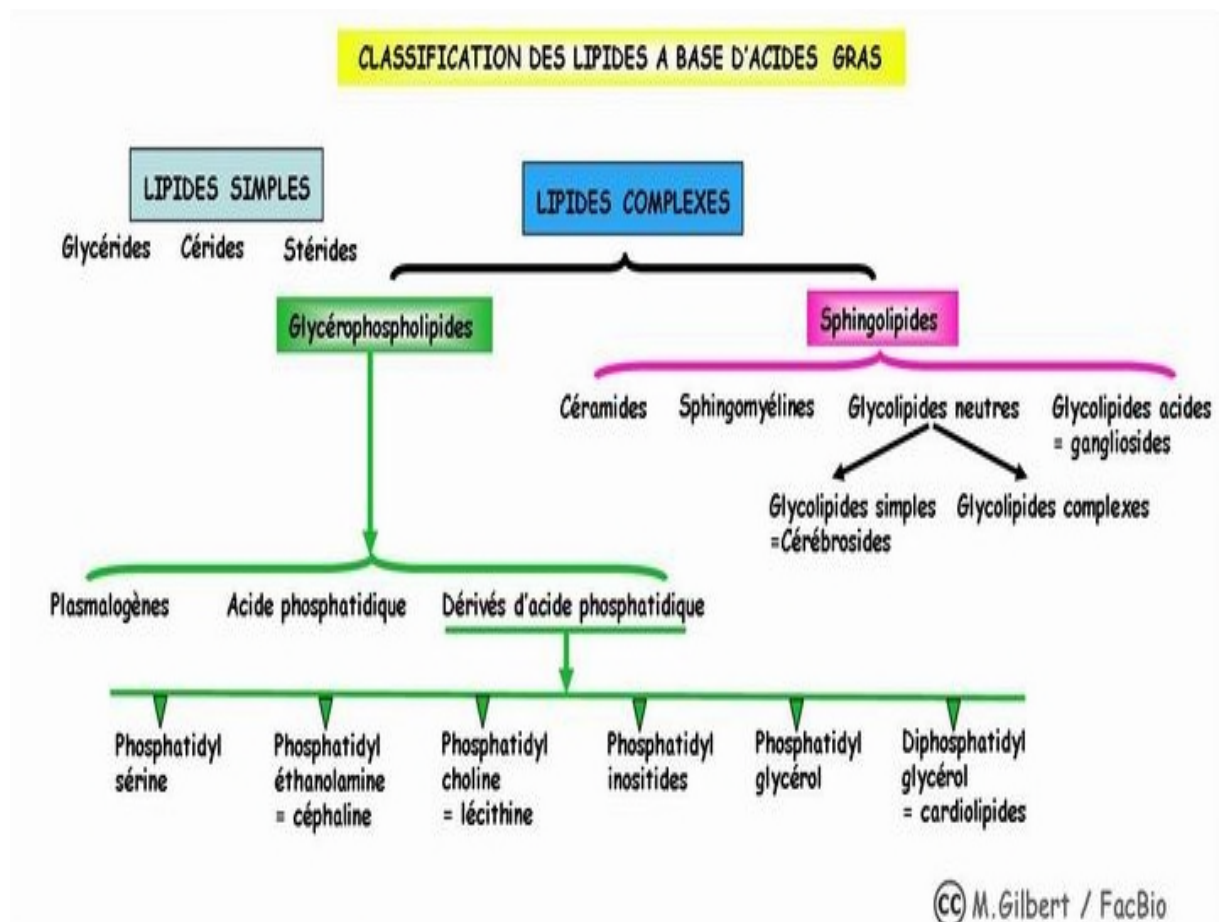 CLASSIFICATION DES LIPIDES A BASE D'ACIDES GRAS
LIPIDES SIMPLES
Glycérides Cérides Stérides
LIPIDES COMPLEXES
Glycérophospholipides
Sphingolipides
Céramides Sphingomyélines Glycolipides neutres Glycolipides acides
= gangliosides
Glycolipides simples Glycolipides complexes
=Cérébrosides
Plasmalogènes Acide phosphatidique Dérivés d'acide phosphatidique
Phosphatidyl
sérine
Phosphatidyl
éthanolamine
= céphaline
Phosphatidyl
choline
= lécithine
Phosphatidyl
inositides
Phosphatidyl
glycérol
Diphosphatidyl
glycérol
= cardiolipides
cc M.Gilbert / FacBio